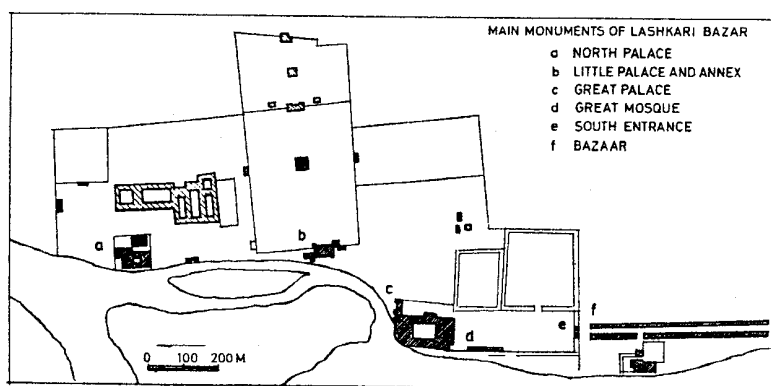 MAIN MONUMENTS OF LASHKARI BAZAR
a NORTH PALACE
b LITTLE PALACE AND ANNEX
c GREAT PALACE
d GREAT MOSQUE
e SOUTH ENTRANCE
f BAZAAR
a
b
c
d
e
f
0 100 200 M